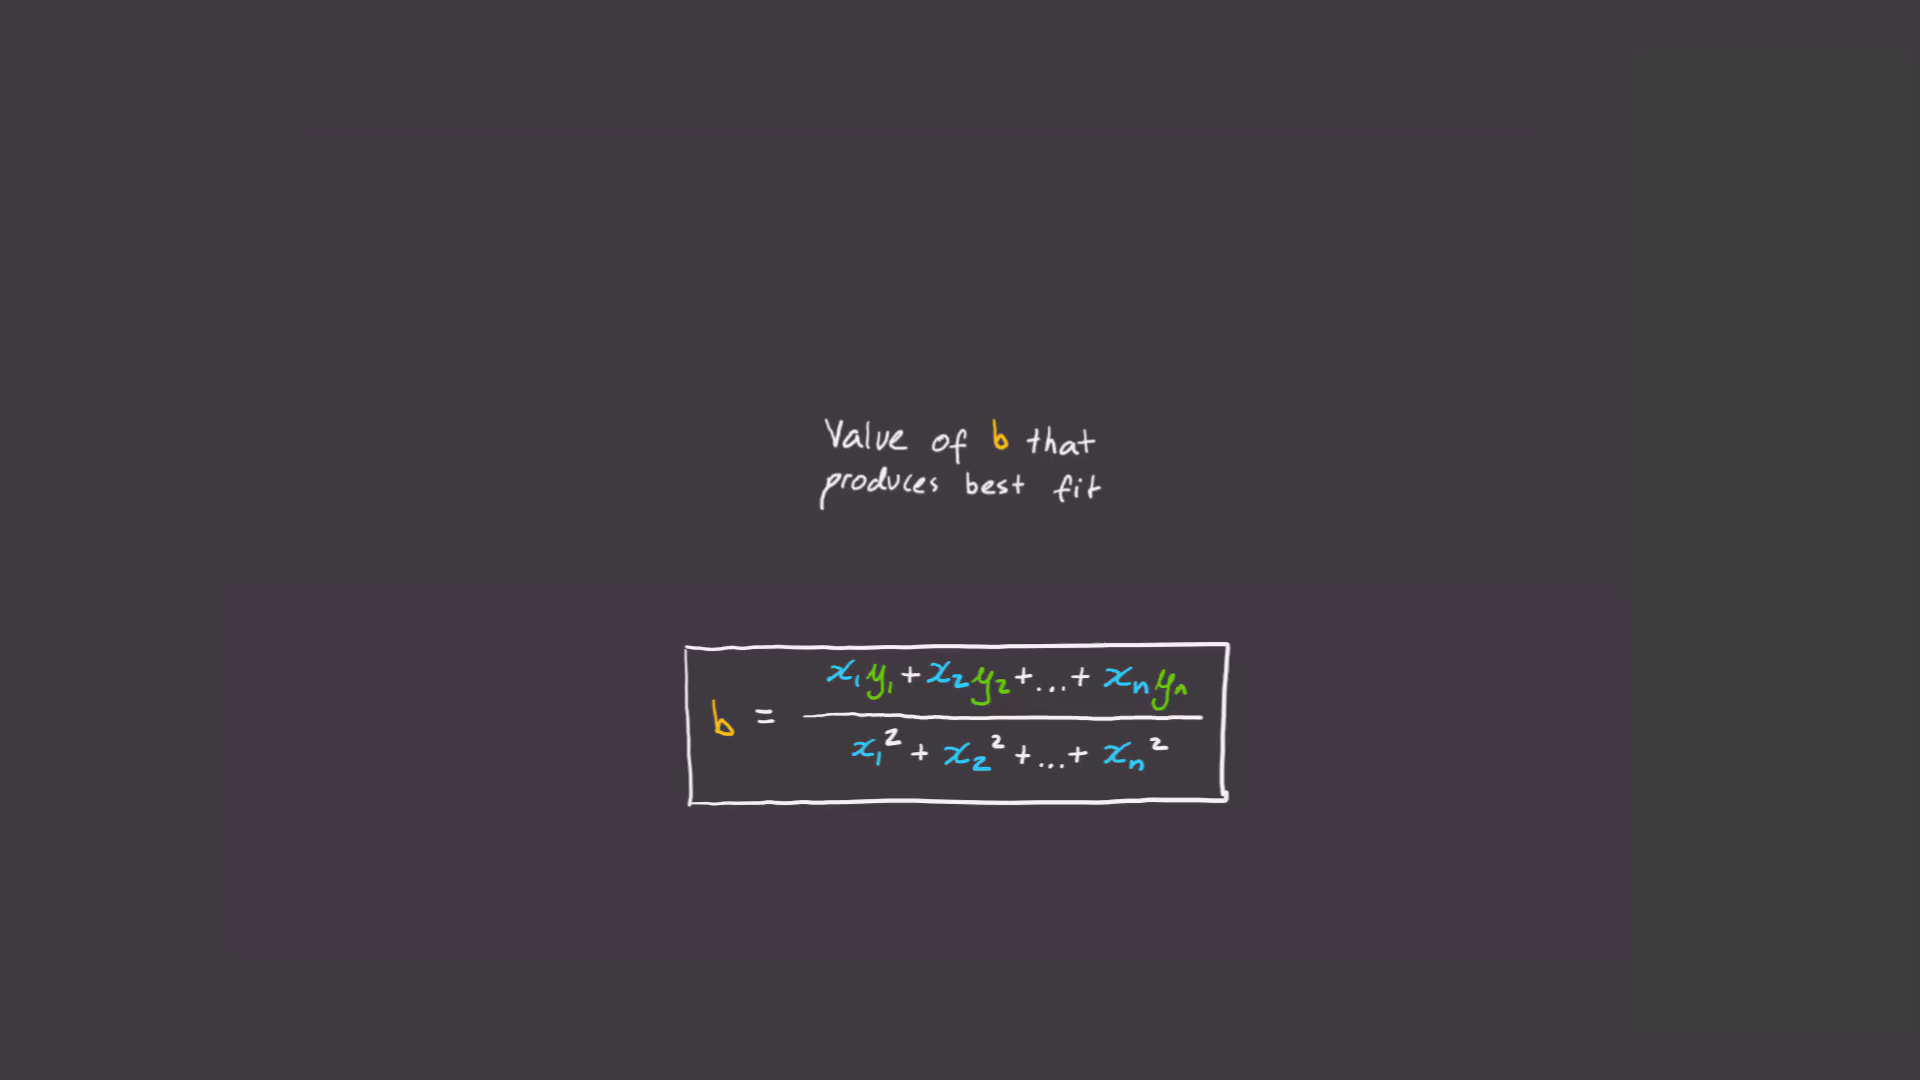 Value of b that
produces best fit
b = x₁y₁ + x₂y₂ + ... + xₙyₙ / x₁² + x₂² + ... + xₙ²